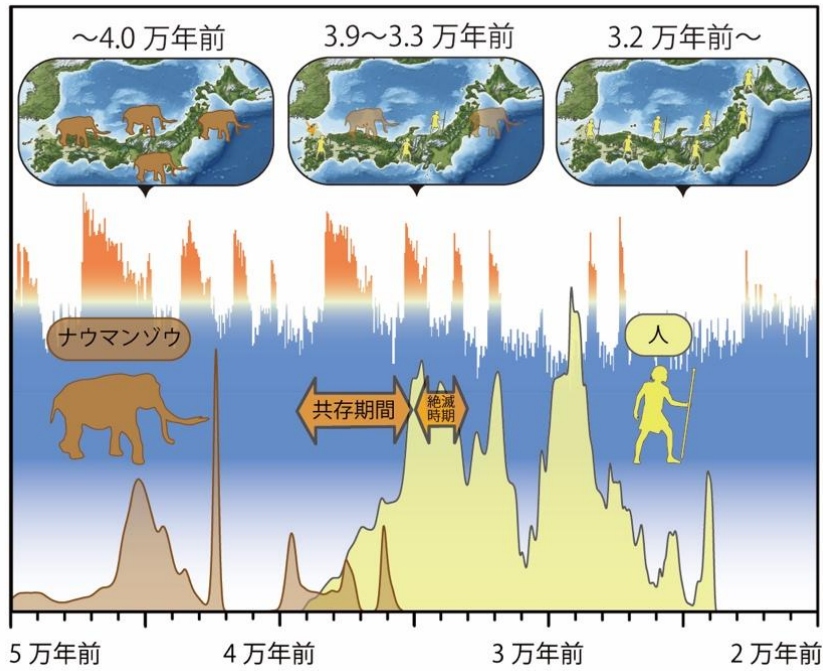 ～4.0 万年前
3.9～3.3 万年前
3.2 万年前～
ナウマンゾウ
人
共存期間
絶滅
時期
5 万年前
4 万年前
3 万年前
2 万年前